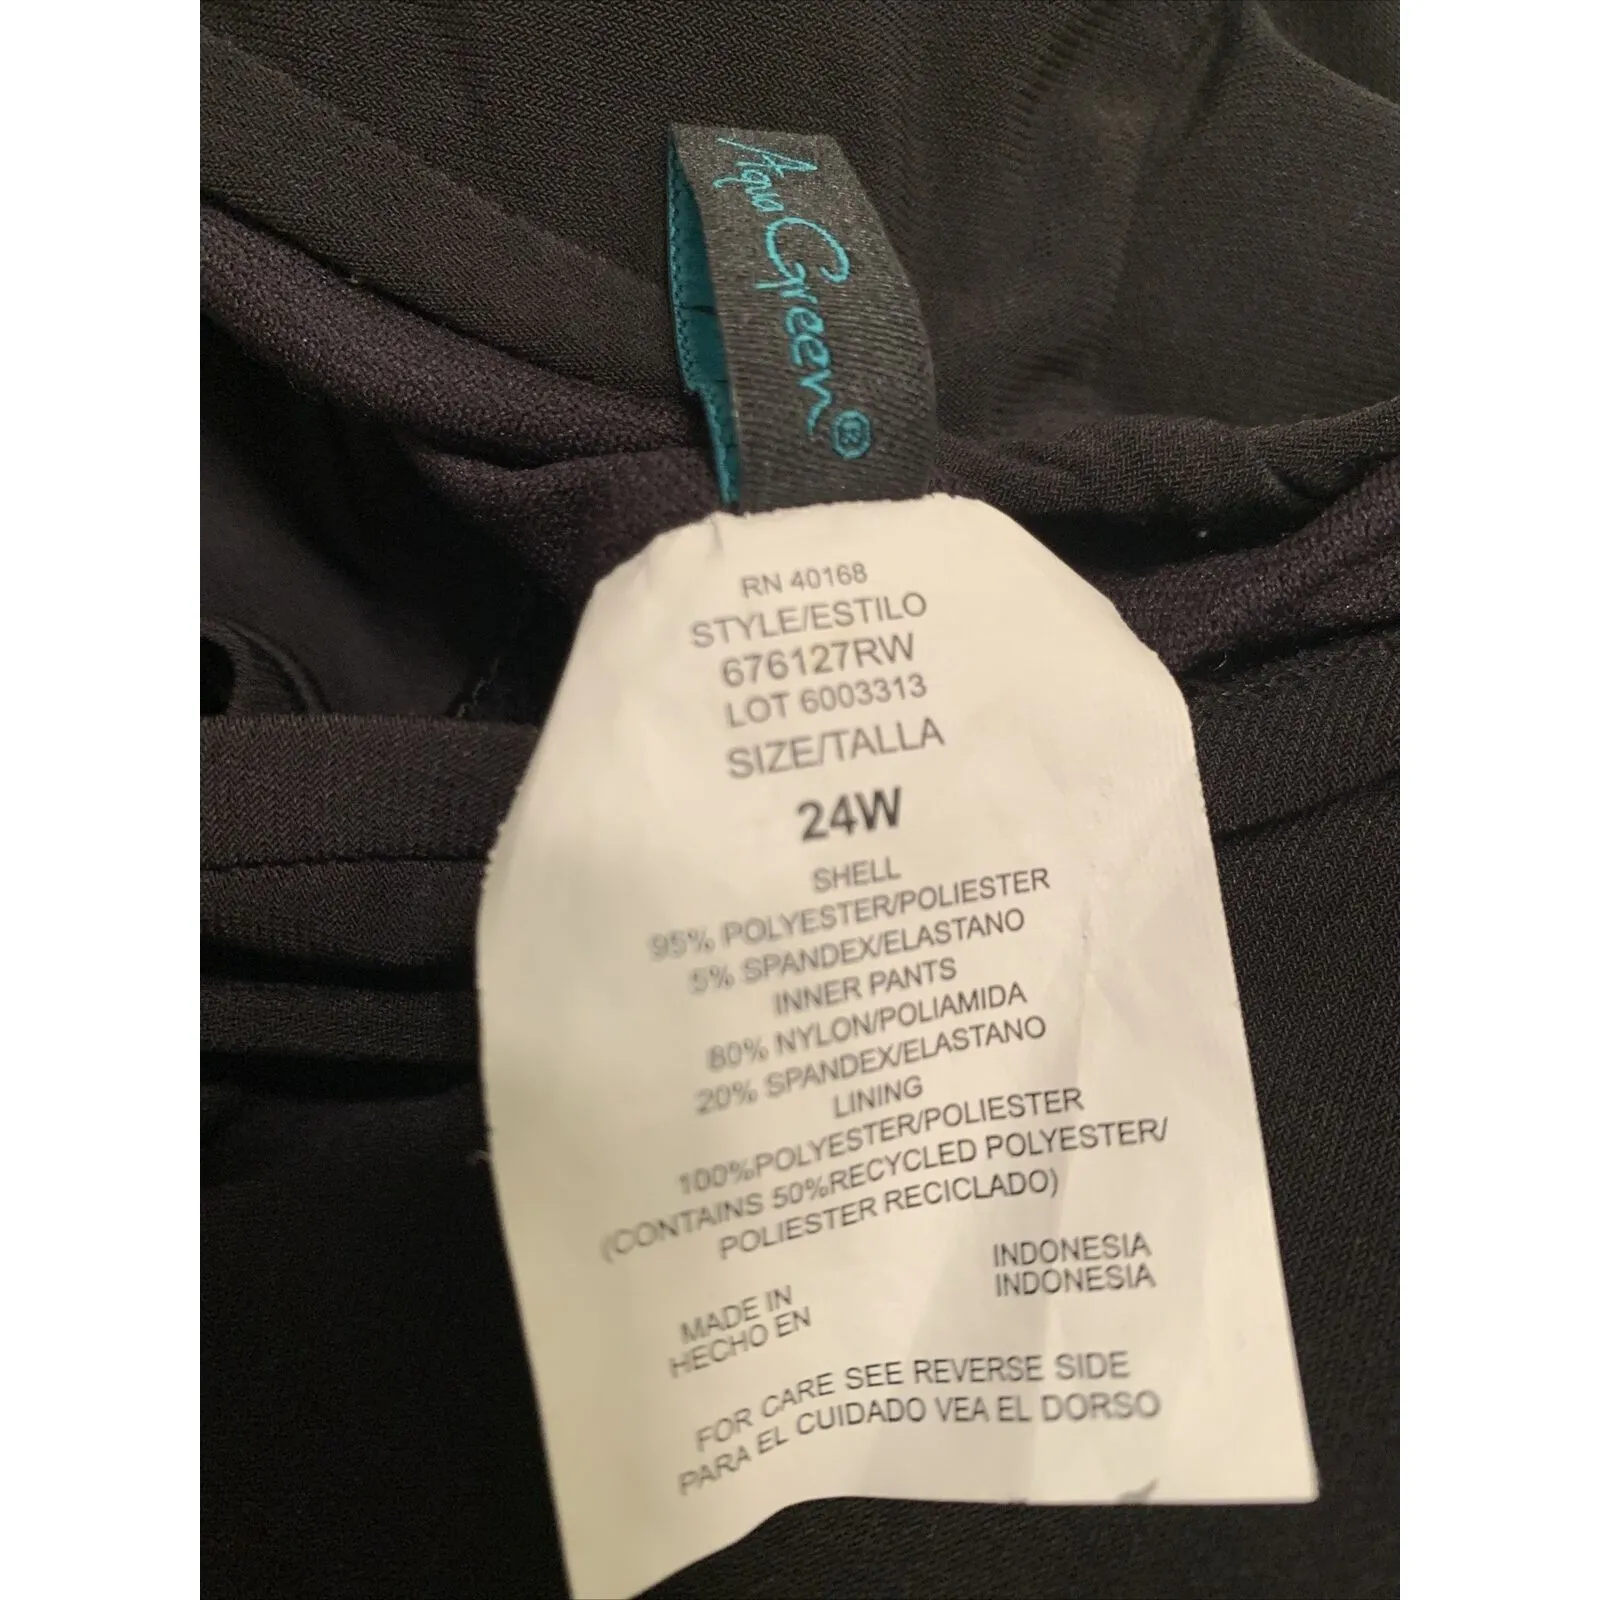 Aqua Green®
RN 40168
STYLE/ESTILO
676127RW
LOT 6003313
SIZE/TALLA
24W
SHELL
95% POLYESTER/POLIESTER
5% SPANDEX/ELASTANO
INNER PANTS
80% NYLON/POLIAMIDA
20% SPANDEX/ELASTANO
LINING
100%POLYESTER/POLIESTER
(CONTAINS 50%RECYCLED POLYESTER/
POLIESTER RECICLADO)
MADE IN INDONESIA
HECHO EN INDONESIA
FOR CARE SEE REVERSE SIDE
PARA EL CUIDADO VEA EL DORSO